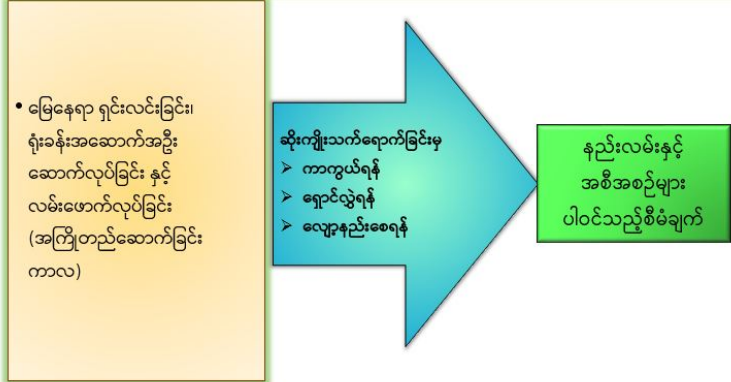 • မြေနေရာ ရှင်းလင်းခြင်း၊
ရုံးခန်းအဆောက်အဦး
ဆောက်လုပ်ခြင်း နှင့်
လမ်းဖောက်လုပ်ခြင်း
(အကြိုတည်ဆောက်ခြင်း
ကာလ)
ဆိုးကျိုးသက်ရောက်ခြင်းမှ
➢ ကာကွယ်ရန်
➢ ရှောင်လွှဲရန်
➢ လျော့နည်းစေရန်
နည်းလမ်းနှင့်
အစီအစဉ်များ
ပါဝင်သည့်စီမံချက်